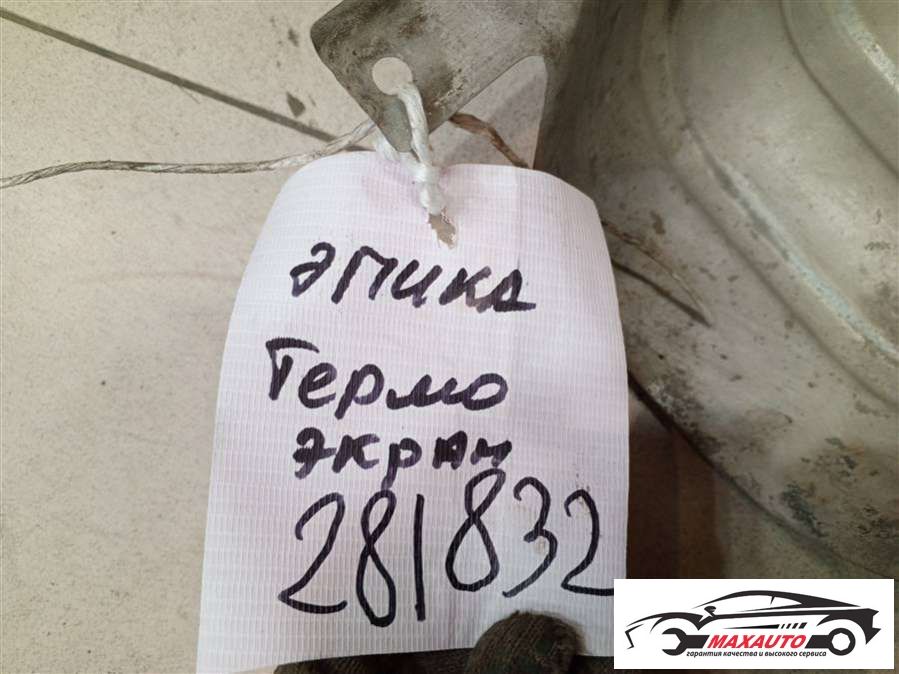 эпика
Термо
экран
281832
MAXAUTO
гарантия качества и высокого сервиса